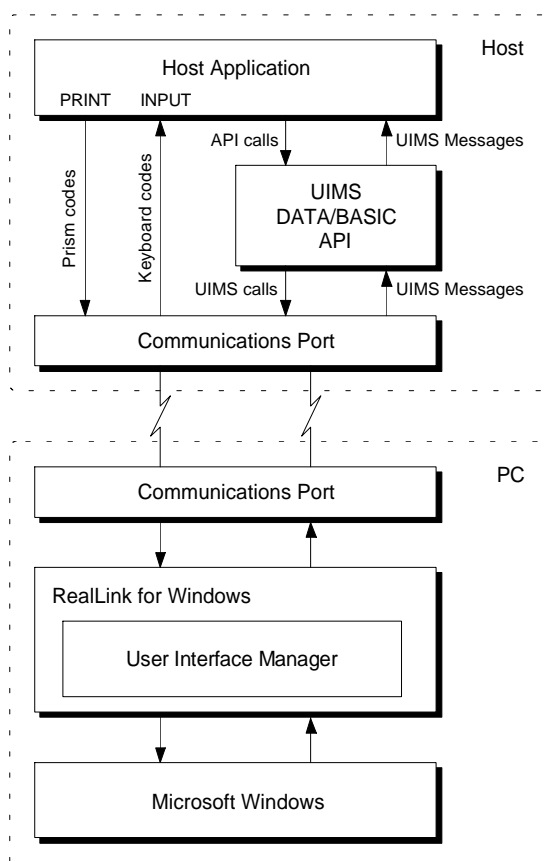 Host
Host Application
PRINT INPUT
Prism codes
Keyboard codes
API calls
UIMS Messages
UIMS
DATA/BASIC
API
UIMS calls
UIMS Messages
Communications Port
PC
Communications Port
RealLink for Windows
User Interface Manager
Microsoft Windows